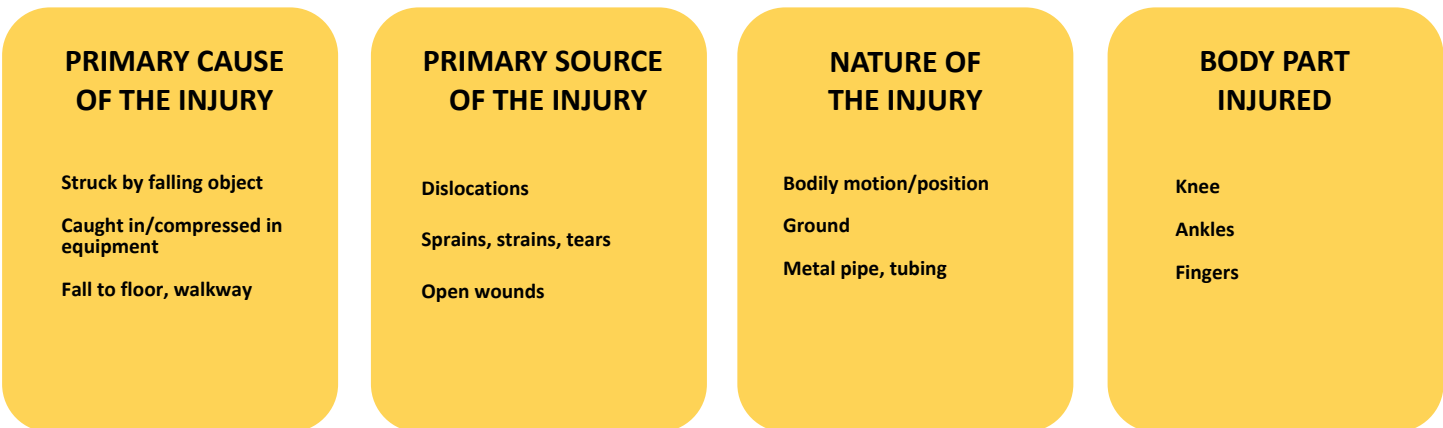 PRIMARY CAUSE
OF THE INJURY
Struck by falling object
Caught in/compressed in
equipment
Fall to floor, walkway
PRIMARY SOURCE
OF THE INJURY
Dislocations
Sprains, strains, tears
Open wounds
NATURE OF
THE INJURY
Bodily motion/position
Ground
Metal pipe, tubing
BODY PART
INJURED
Knee
Ankles
Fingers